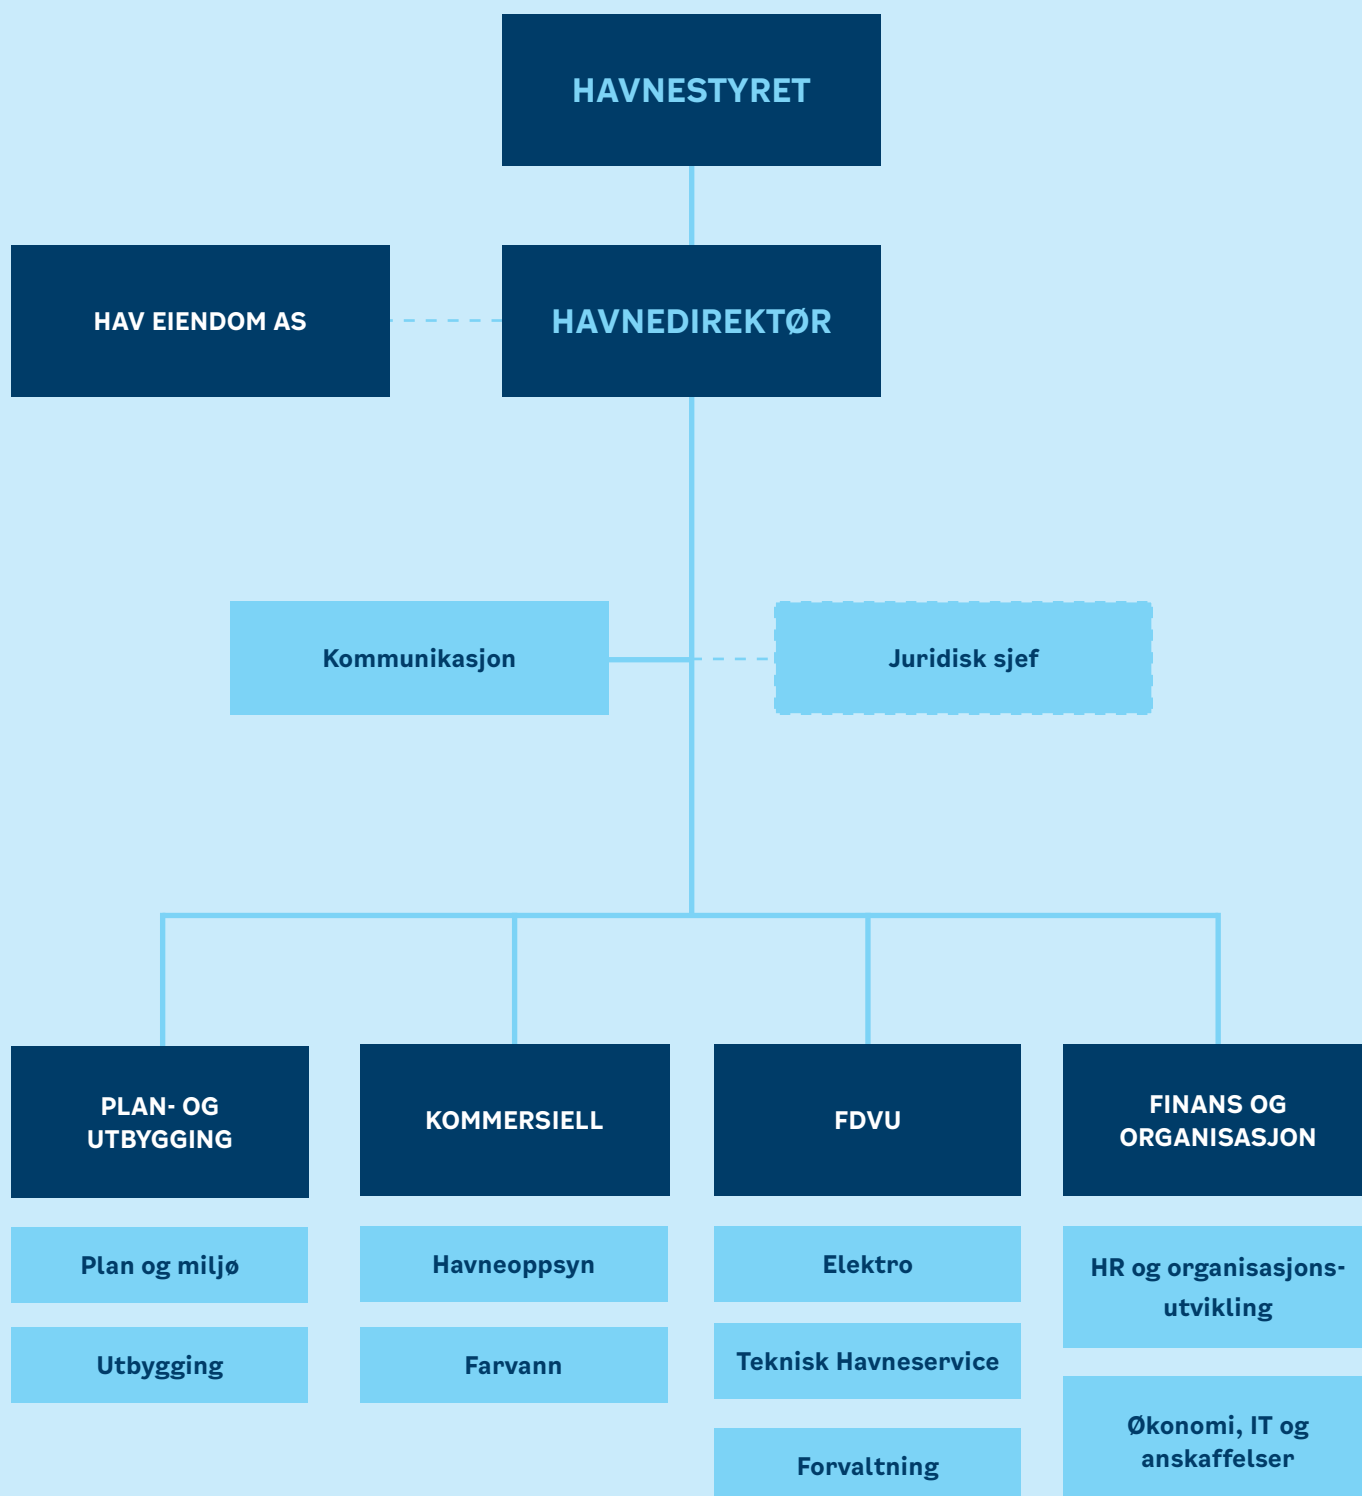 HAVNESTYRET
HAV EIENDOM AS
HAVNEDIREKTØR
Kommunikasjon
Juridisk sjef
PLAN- OG
UTBYGGING
KOMMERSIELL
FDVU
FINANS OG
ORGANISASJON
Plan og miljø
Utbygging
Havneoppsyn
Farvann
Elektro
Teknisk Havneservice
Forvaltning
HR og organisasjons-
utvikling
Økonomi, IT og
anskaffelser